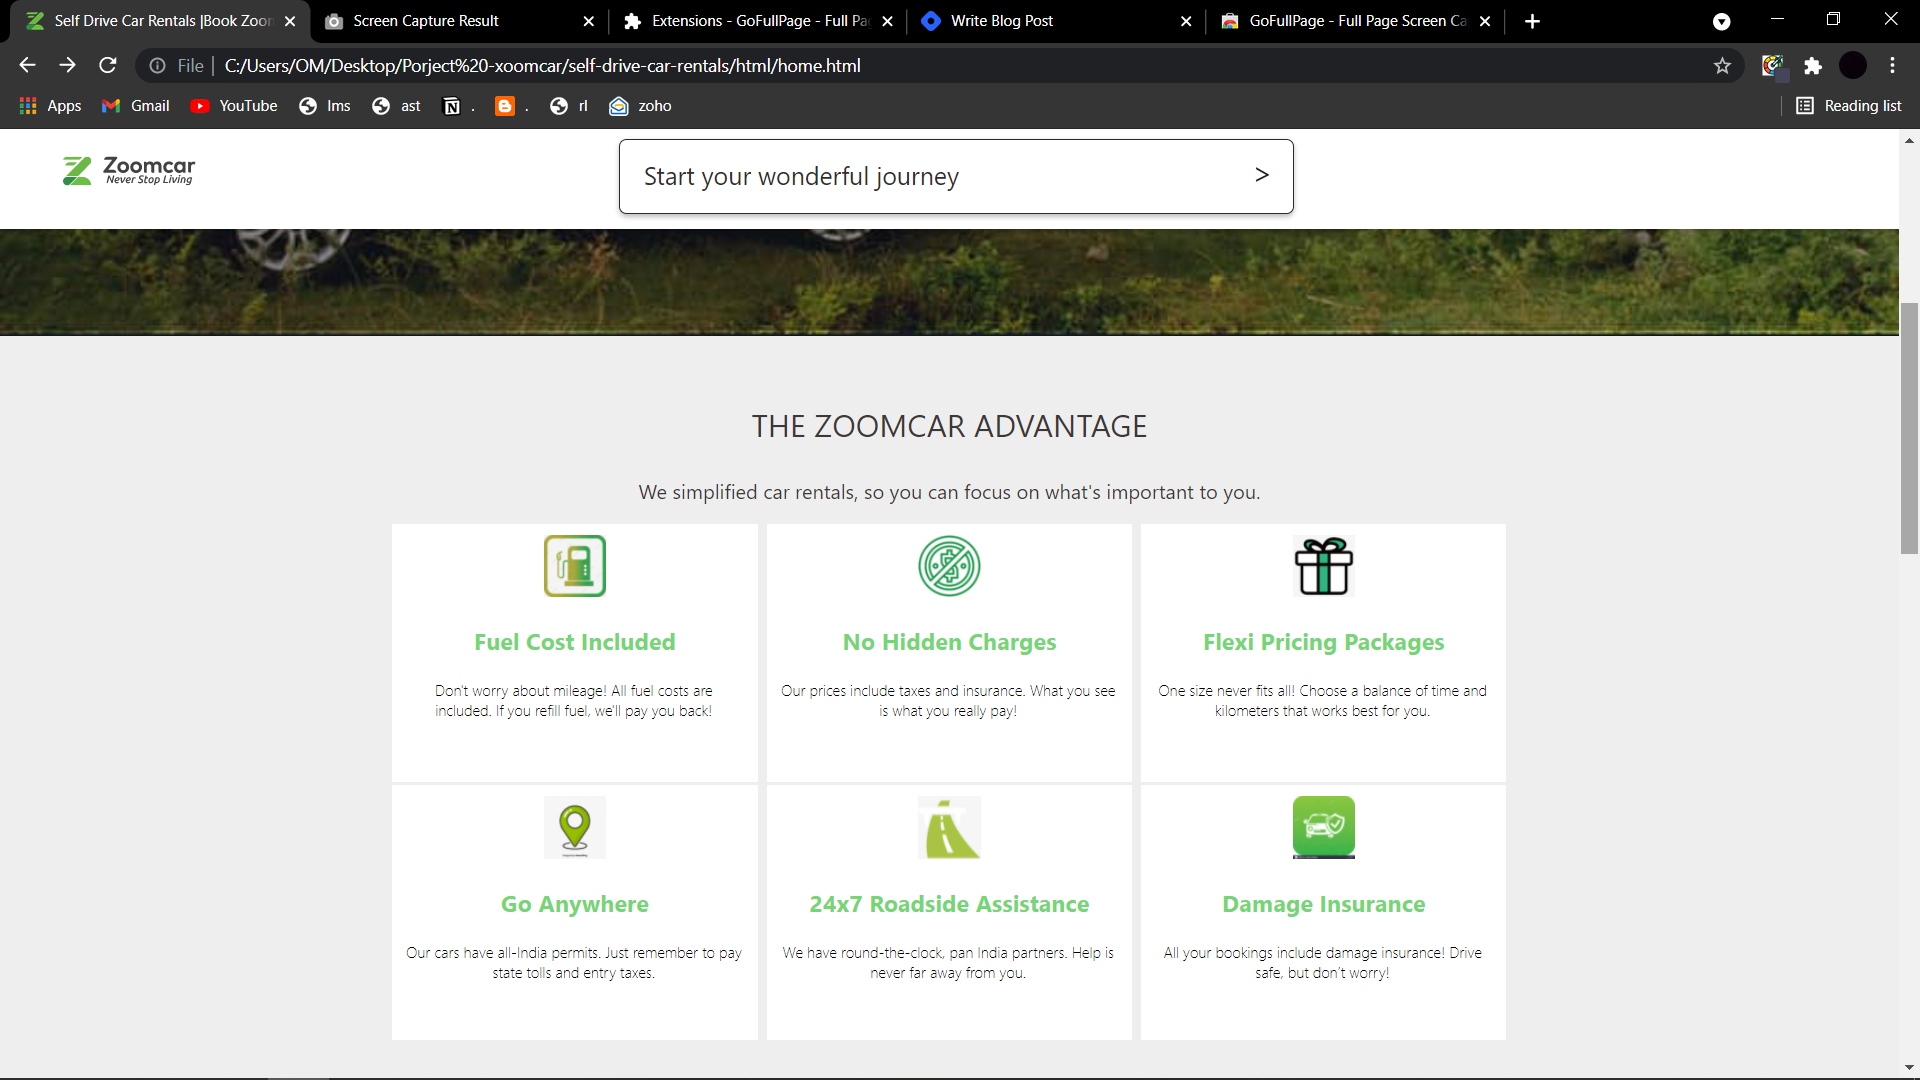 Self Drive Car Rentals |Book Zoon
Screen Capture Result
Extensions - GoFullPage - Full Pa
Write Blog Post
GoFullPage - Full Page Screen Ca
File | C:/Users/OM/Desktop/Porject%20-xoomcar/self-drive-car-rentals/html/home.html
Apps
Gmail
YouTube
lms
ast
.
.
rl
zoho
Reading list
Zoomcar
Never Stop Living
Start your wonderful journey >
THE ZOOMCAR ADVANTAGE
We simplified car rentals, so you can focus on what's important to you.
Fuel Cost Included
Don't worry about mileage! All fuel costs are
included. If you refill fuel, we'll pay you back!
No Hidden Charges
Our prices include taxes and insurance. What you see
is what you really pay!
Flexi Pricing Packages
One size never fits all! Choose a balance of time and
kilometers that works best for you.
Go Anywhere
Our cars have all-India permits. Just remember to pay
state tolls and entry taxes.
24x7 Roadside Assistance
We have round-the-clock, pan India partners. Help is
never far away from you.
Damage Insurance
All your bookings include damage insurance! Drive
safe, but don't worry!